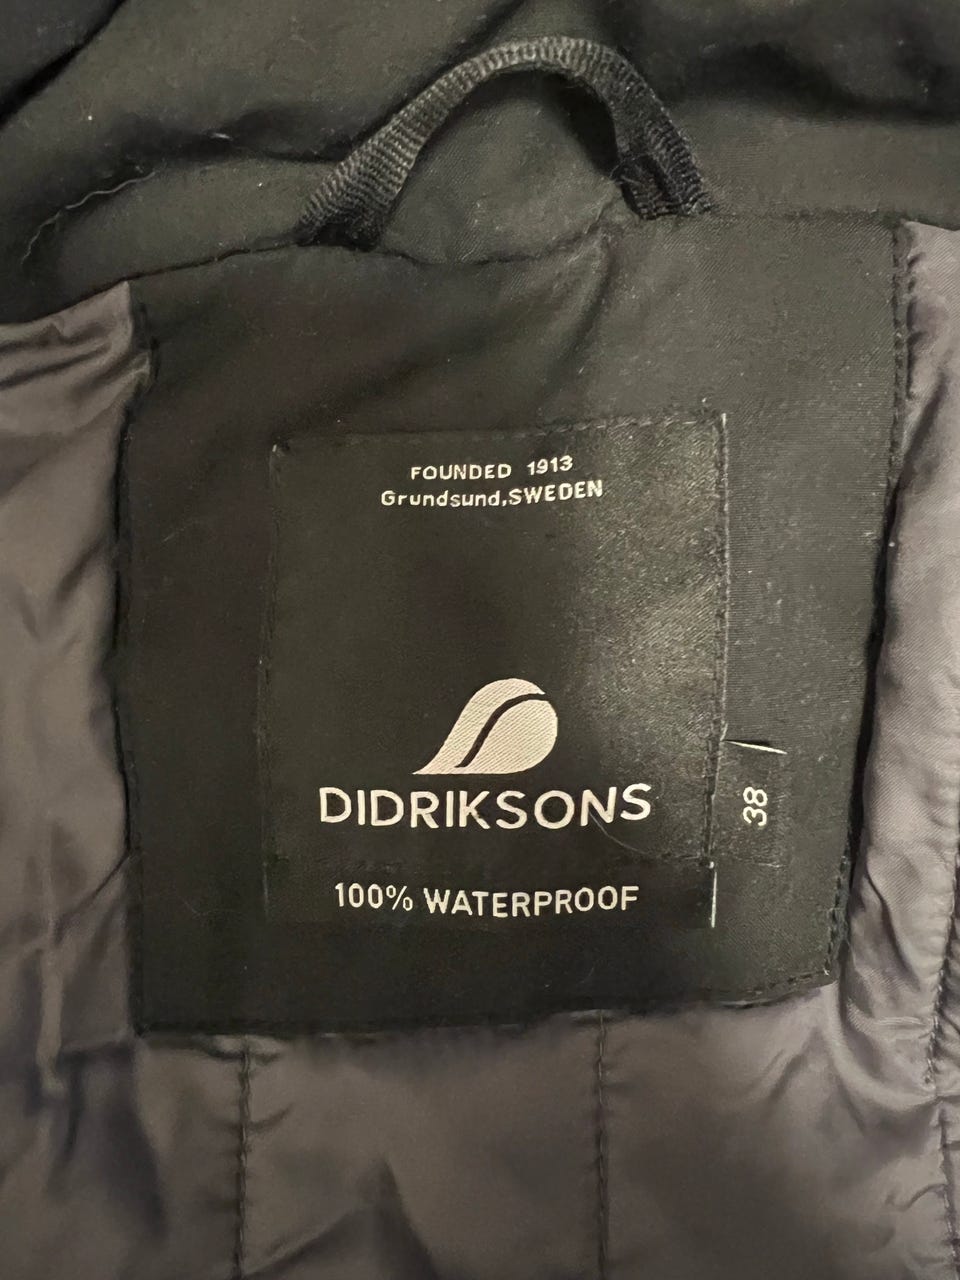 FOUNDED 1913
Grundsund,SWEDEN
DIDRIKSONS
38
100% WATERPROOF